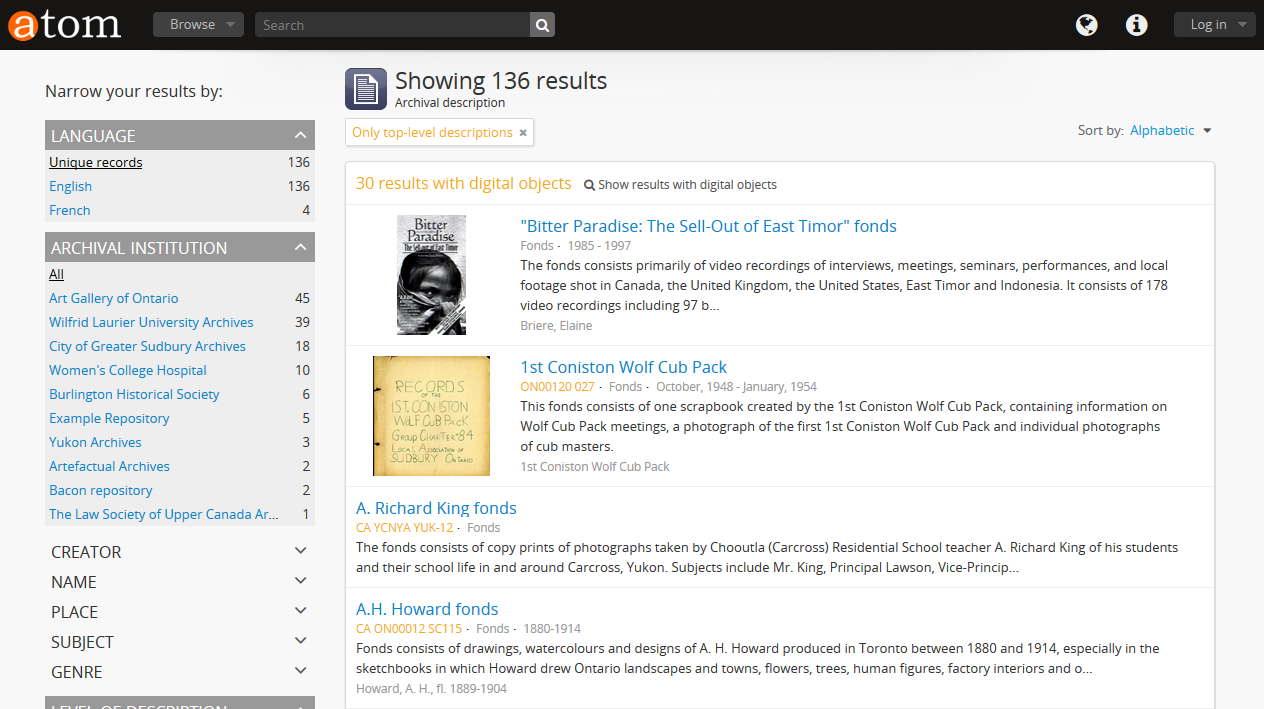 atom
Browse
Search
Log in
Narrow your results by:
LANGUAGE
Unique records 136
English 136
French 4
ARCHIVAL INSTITUTION
All
Art Gallery of Ontario 45
Wilfrid Laurier University Archives 39
City of Greater Sudbury Archives 18
Women's College Hospital 10
Burlington Historical Society 6
Example Repository 5
Yukon Archives 3
Artefactual Archives 2
Bacon repository 2
The Law Society of Upper Canada Ar... 1
CREATOR
NAME
PLACE
SUBJECT
GENRE
LEVEL OF DESCRIPTION
Showing 136 results
Archival description
Only top-level descriptions ×
Sort by: Alphabetic
30 results with digital objects Show results with digital objects
Bitter
Paradise
The Sell-out of East Timor
"Bitter Paradise: The Sell-Out of East Timor" fonds
Fonds · 1985 - 1997
The fonds consists primarily of video recordings of interviews, meetings, seminars, performances, and local
footage shot in Canada, the United Kingdom, the United States, East Timor and Indonesia. It consists of 178
video recordings including 97 b...
Briere, Elaine
RECORDS
OF THE
1ST. CONISTON
WOLF CUB PACK
GROUP CHARTER-84
LOCAL ASSOCIATION OF
SUDBURY ONTARIO
1st Coniston Wolf Cub Pack
ON00120 027 · Fonds · October, 1948 - January, 1954
This fonds consists of one scrapbook created by the 1st Coniston Wolf Cub Pack, containing information on
Wolf Cub Pack meetings, a photograph of the first 1st Coniston Wolf Cub Pack and individual photographs
of cub masters.
1st Coniston Wolf Cub Pack
A. Richard King fonds
CA YCNYA YUK-12 · Fonds
The fonds consists of copy prints of photographs taken by Chooutla (Carcross) Residential School teacher A. Richard King of his students
and their school life in and around Carcross, Yukon. Subjects include Mr. King, Principal Lawson, Vice-Princip...
A.H. Howard fonds
CA ON00012 SC115 · Fonds · 1880-1914
Fonds consists of drawings, watercolours and designs of A. H. Howard produced in Toronto between 1880 and 1914, especially in the
sketchbooks in which Howard drew Ontario landscapes and towns, flowers, trees, human figures, factory interiors and o...
Howard, A. H., fl. 1889-1904